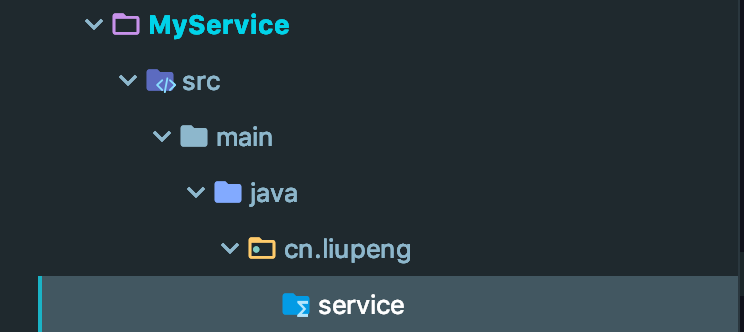 MyService
src
main
java
cn.liupeng
service